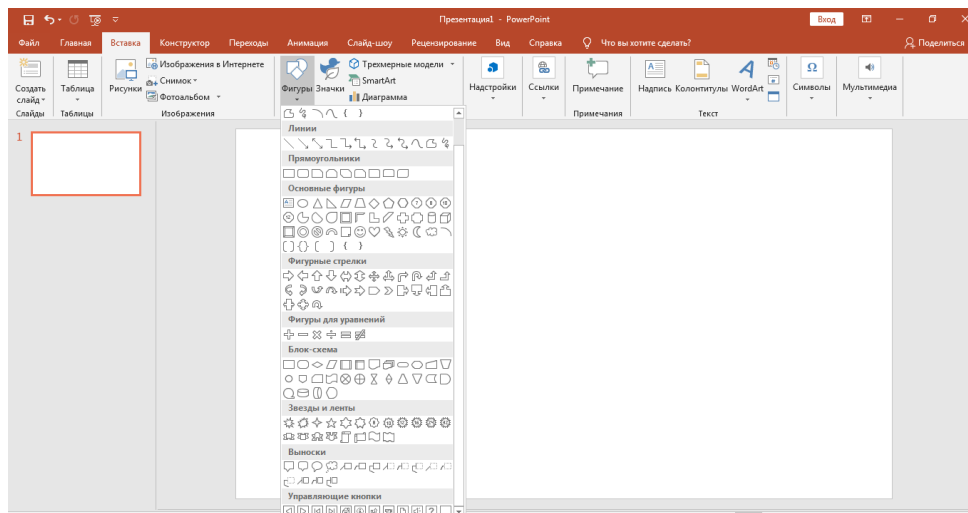 Презентация1 - PowerPoint
Вход
Файл Главная Вставка Конструктор Переходы Анимация Слайд-шоу Рецензирование Вид Справка Что вы хотите сделать? Поделиться
Создать слайд
Таблица
Рисунки
Изображения в Интернете
Снимок
Фотоальбом
Фигуры
Значки
Трехмерные модели
SmartArt
Диаграмма
Надстройки
Ссылки
Примечание
Надпись
Колонтитулы
WordArt
Символы
Мультимедиа
Слайды Таблицы Изображения Примечания Текст
1
Линии
Прямоугольники
Основные фигуры
Фигурные стрелки
Фигуры для уравнений
Блок-схема
Звезды и ленты
Выноски
Управляющие кнопки